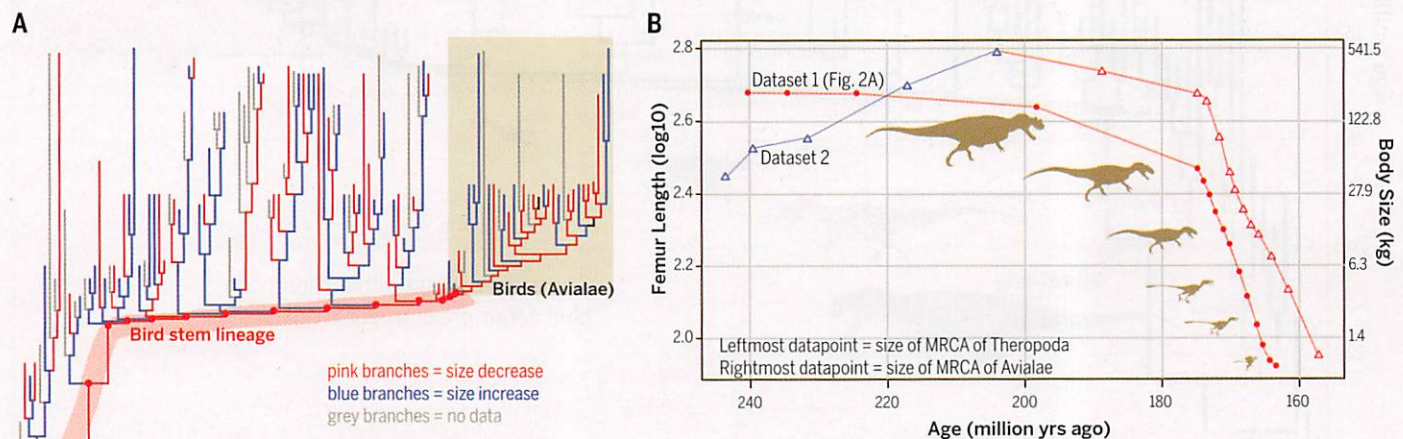 A
Birds (Avialae)
Bird stem lineage
pink branches = size decrease
blue branches = size increase
grey branches = no data
B
Femur Length (log10)
2.8
2.6
2.4
2.2
2.0
Dataset 1 (Fig. 2A)
Dataset 2
Leftmost datapoint = size of MRCA of Theropoda
Rightmost datapoint = size of MRCA of Avialae
541.5
122.8
27.9
6.3
1.4
Body Size (kg)
240
220
200
180
160
Age (million yrs ago)